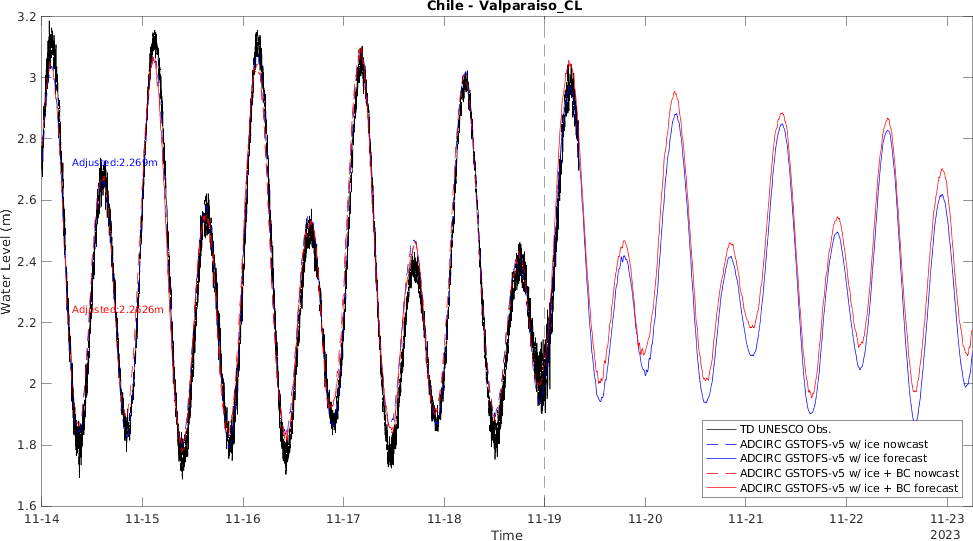 Chile - Valparaiso_CL
3.2
3
2.8
2.6
2.4
2.2
2
1.8
1.6
Water Level (m)
Adjusted:2.269m
Adjusted:2.2626m
11-14
11-15
11-16
11-17
11-18
11-19
11-20
11-21
11-22
11-23
Time
2023
TD UNESCO Obs.
ADCIRC GSTOFS-v5 w/ ice nowcast
ADCIRC GSTOFS-v5 w/ ice forecast
ADCIRC GSTOFS-v5 w/ ice + BC nowcast
ADCIRC GSTOFS-v5 w/ ice + BC forecast